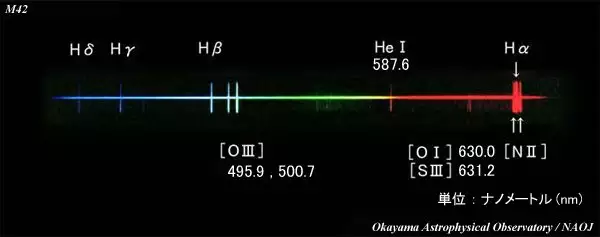 M42
Hδ Hγ Hβ HeⅠ Hα
587.6
↓
↑↑
[OⅢ] [OⅠ] 630.0 [NⅡ]
495.9 , 500.7 [SⅢ] 631.2
単位 : ナノメートル (nm)
Okayama Astrophysical Observatory / NAOJ